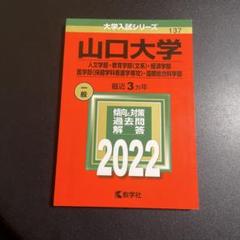 大学入試シリーズ
137
山口大学
人文学部・教育学部〈文系〉・経済学部
医学部〈保健学科看護学専攻〉・国際総合科学部
最近3カ年
一般
傾向と対策
過去問
解答
2022
教学社